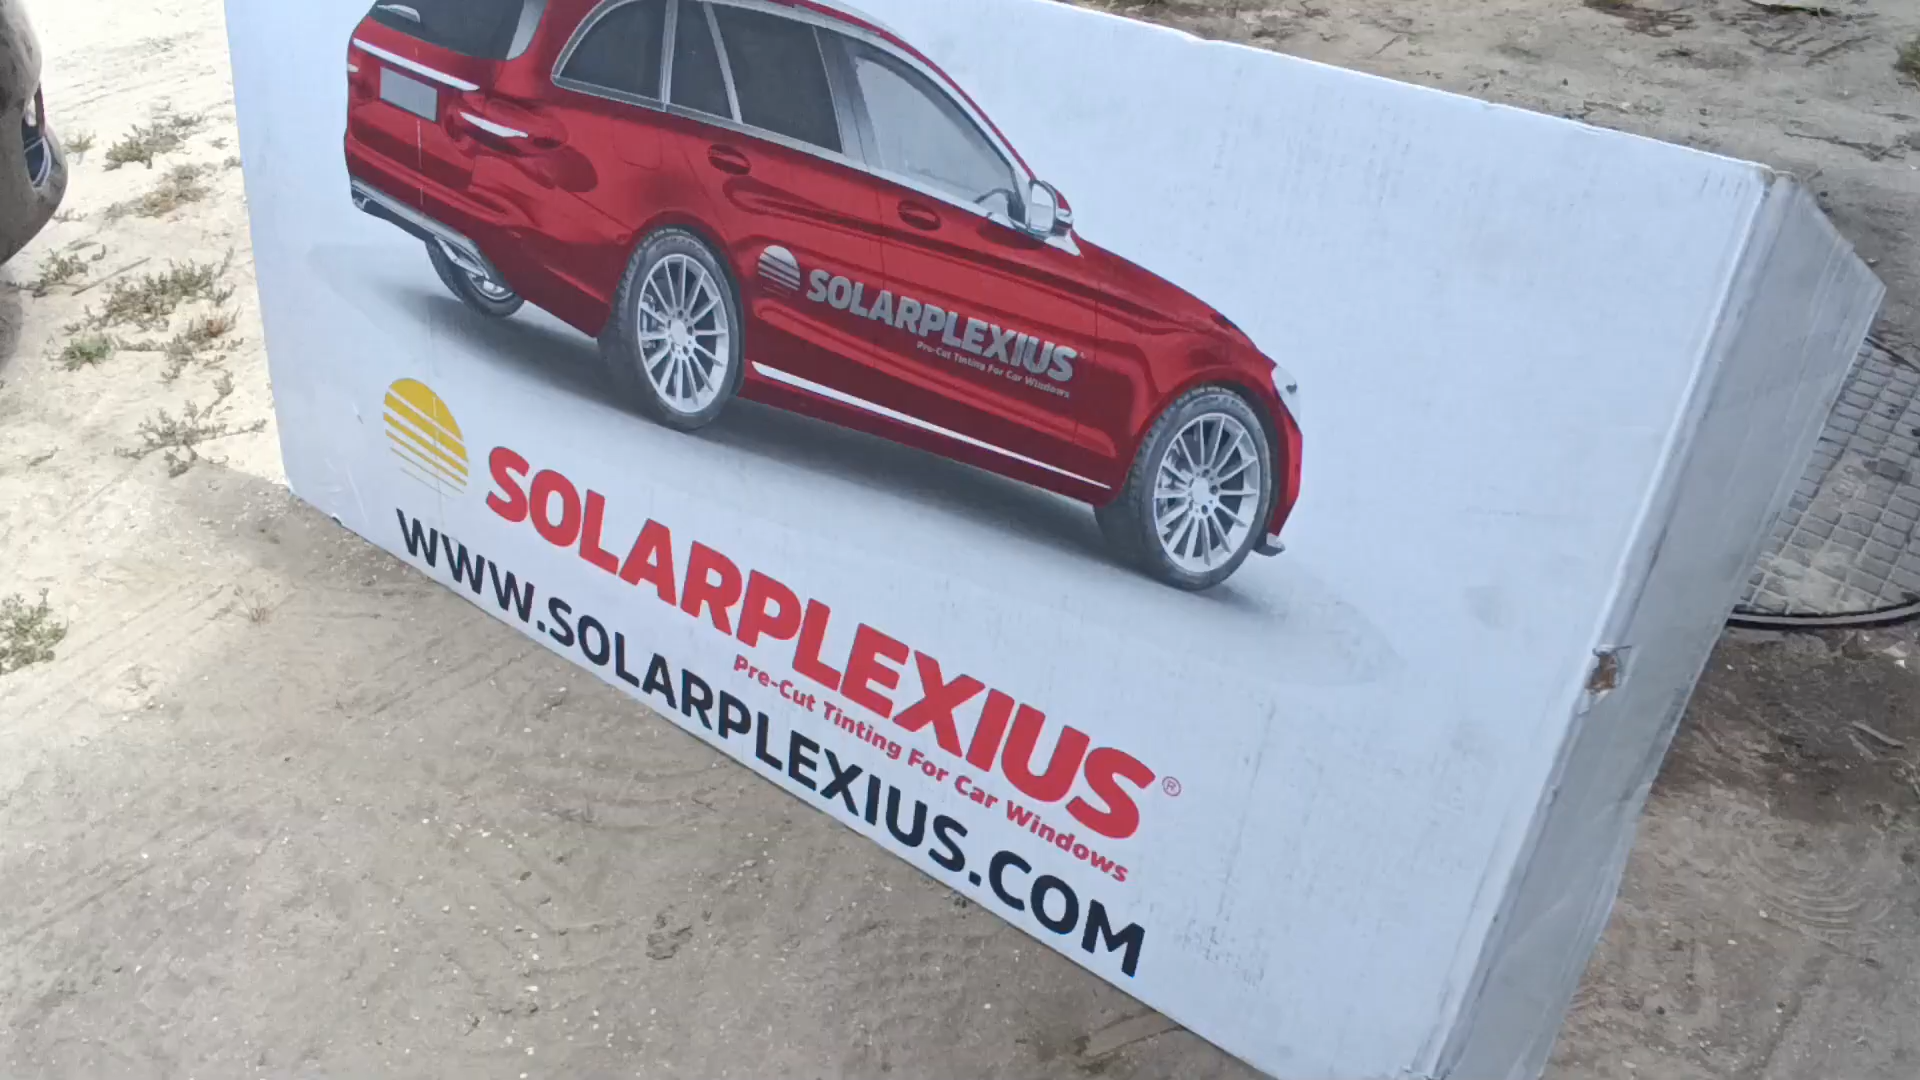 SOLARPLEXIUS
Pre-Cut Tinting For Car Windows
SOLARPLEXIUS®
Pre-Cut Tinting For Car Windows
WWW.SOLARPLEXIUS.COM